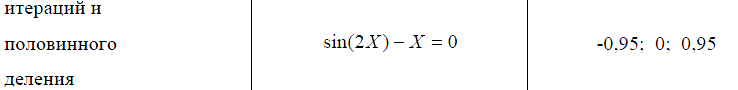 итераций и
половинного
деления
sin(2X) − X = 0
-0,95; 0; 0,95